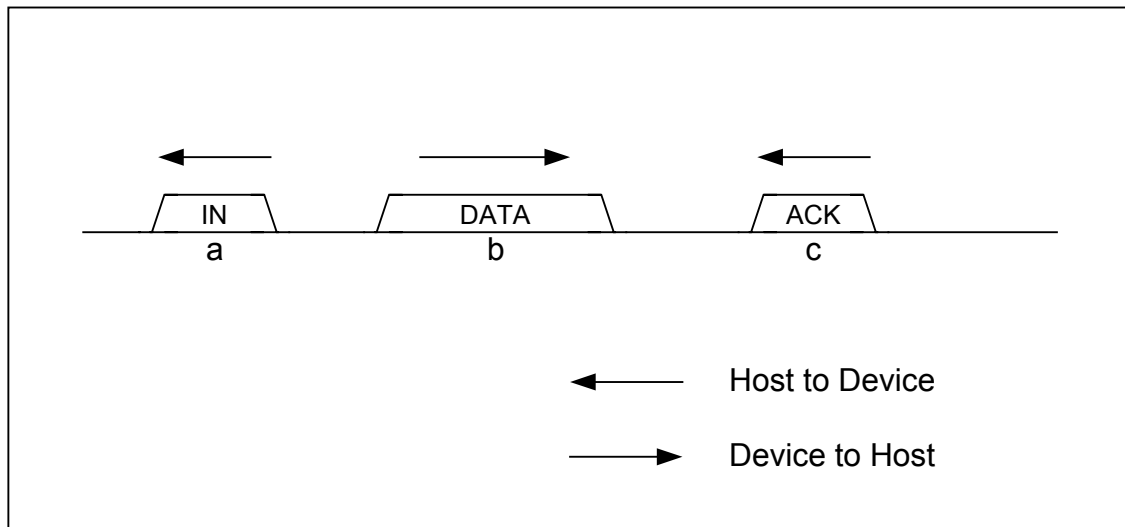 IN DATA ACK
a b c
Host to Device
Device to Host